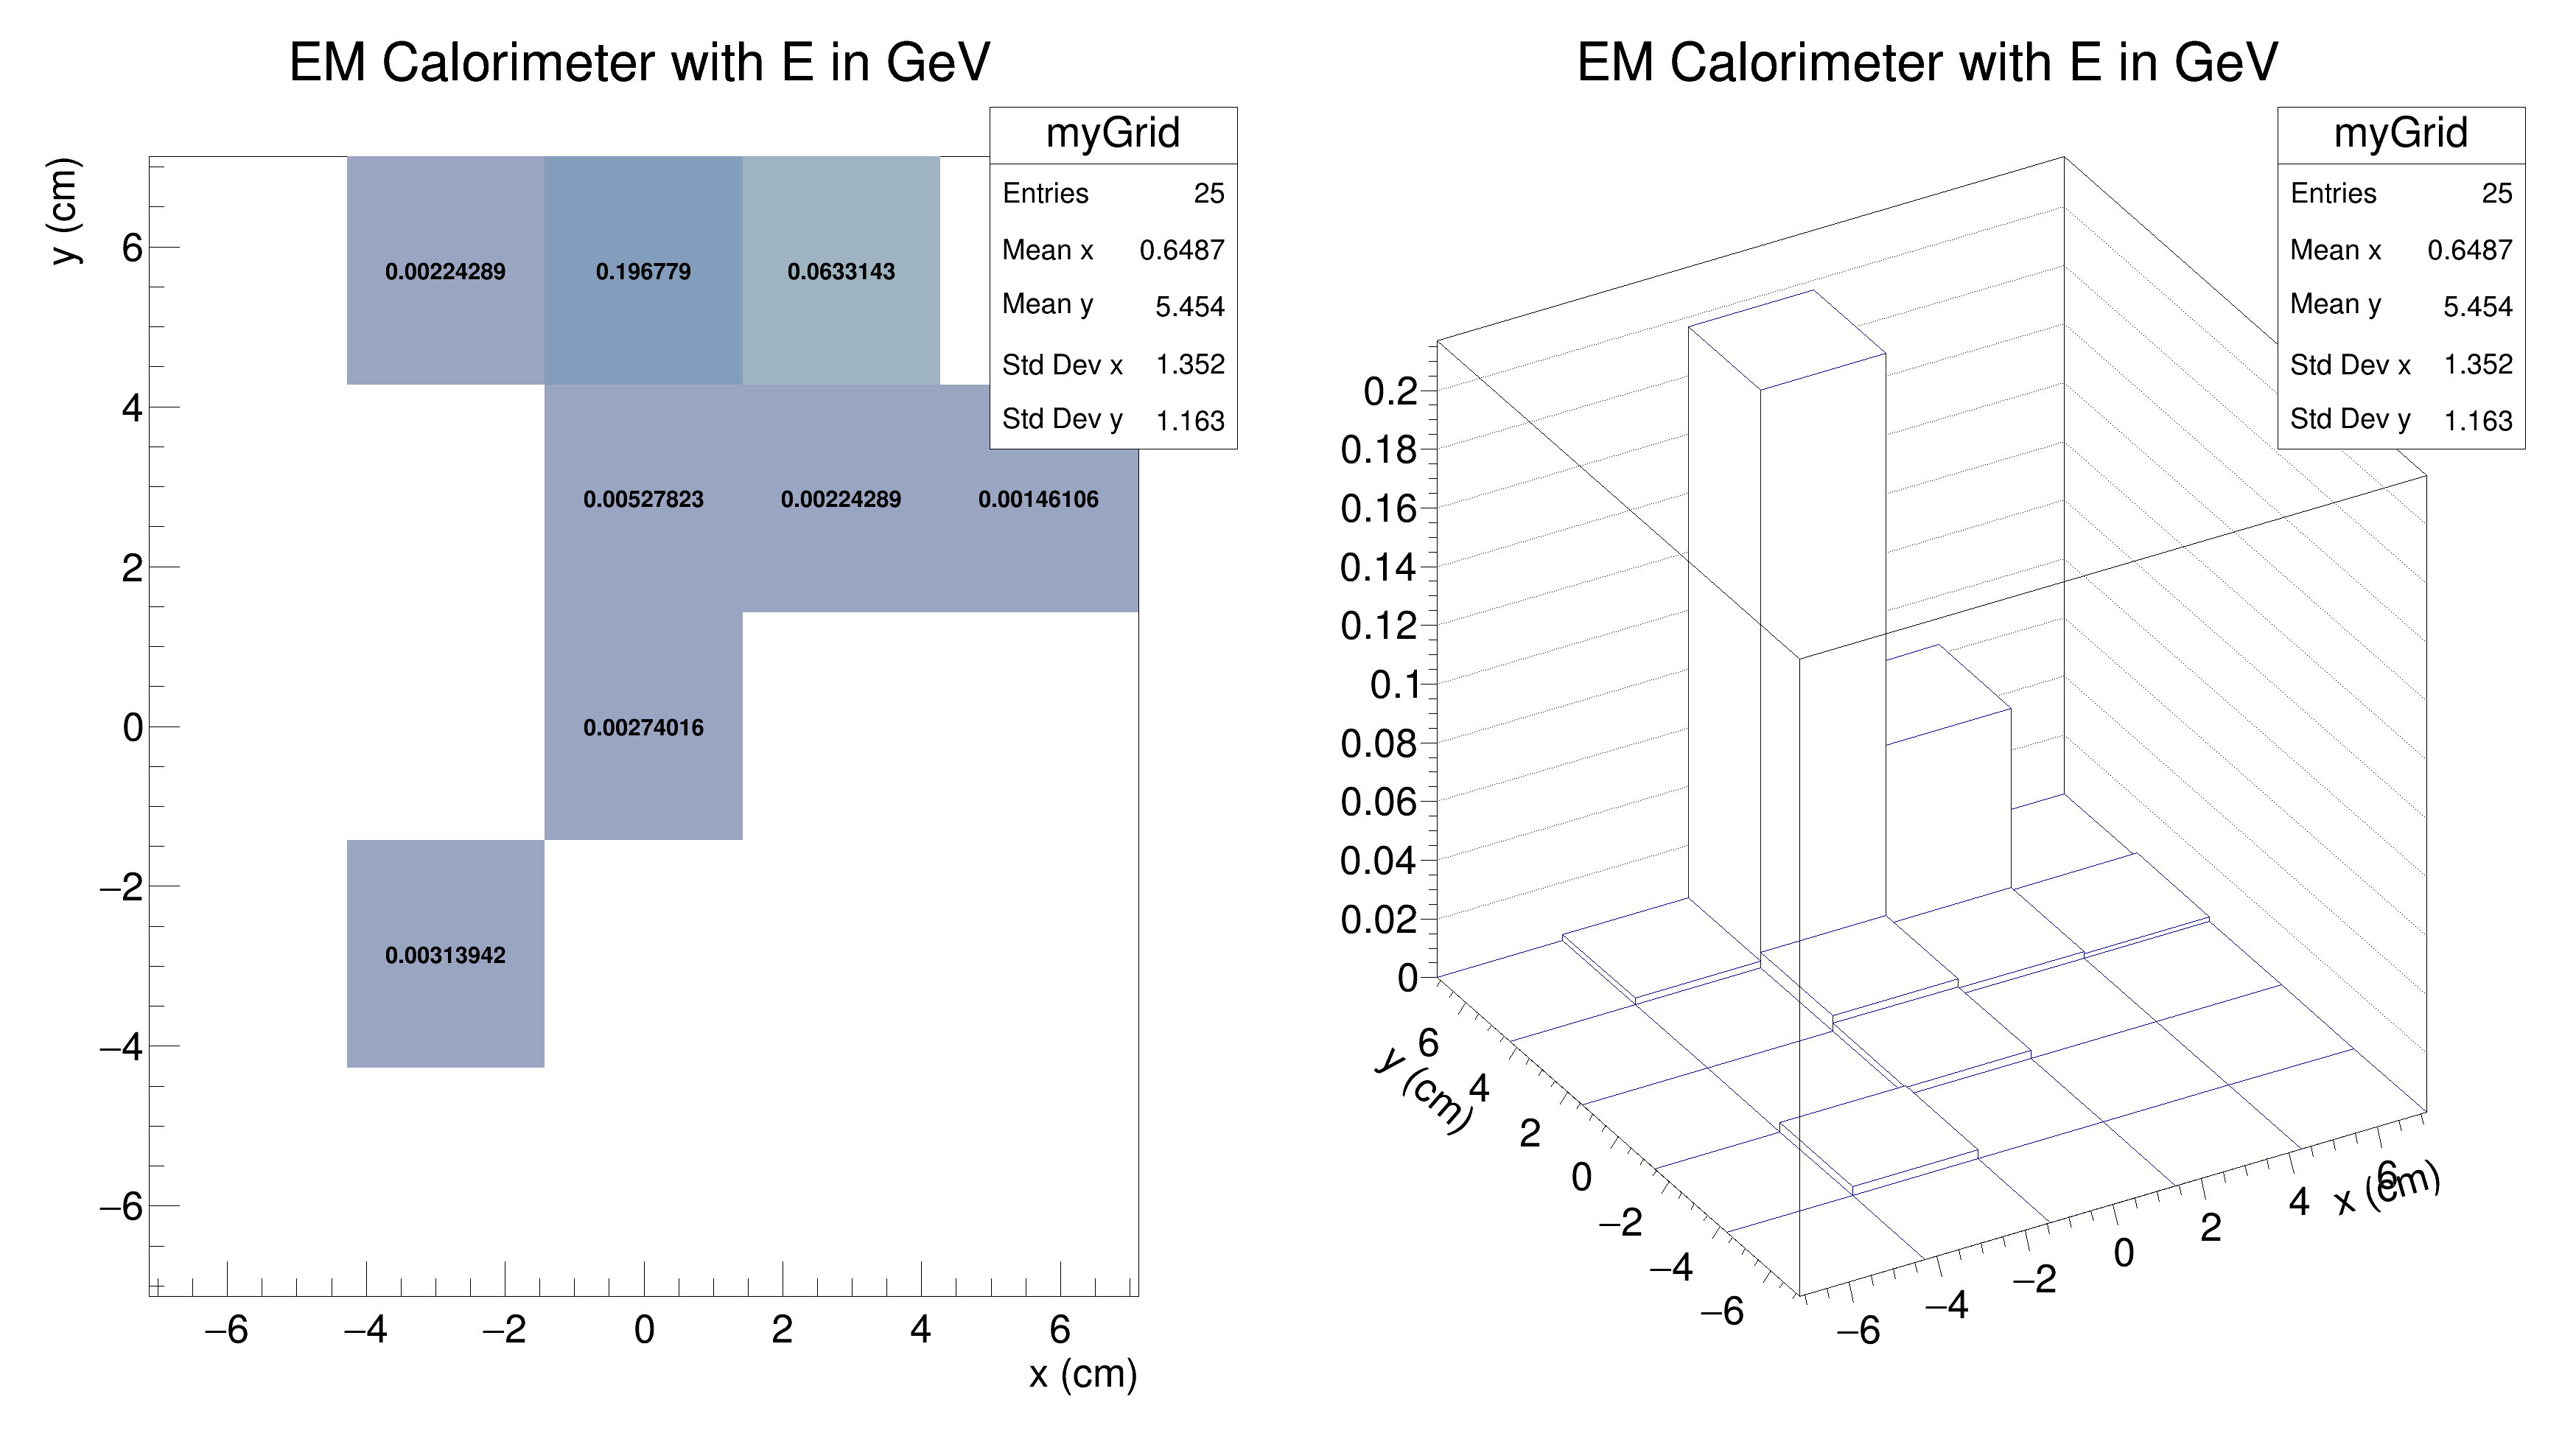 EM Calorimeter with E in GeV
myGrid
Entries 25
Mean x 0.6487
Mean y 5.454
Std Dev x 1.352
Std Dev y 1.163
y (cm)
6
4
2
0
−2
−4
−6
0.00224289 0.196779 0.0633143
0.00527823 0.00224289 0.00146106
0.00274016
0.00313942
−6 −4 −2 0 2 4 6
x (cm)
EM Calorimeter with E in GeV
myGrid
Entries 25
Mean x 0.6487
Mean y 5.454
Std Dev x 1.352
Std Dev y 1.163
0.2
0.18
0.16
0.14
0.12
0.1
0.08
0.06
0.04
0.02
0
6
4
2
0
−2
−4
−6
y (cm)
−6 −4 −2 0 2 4 6
x (cm)